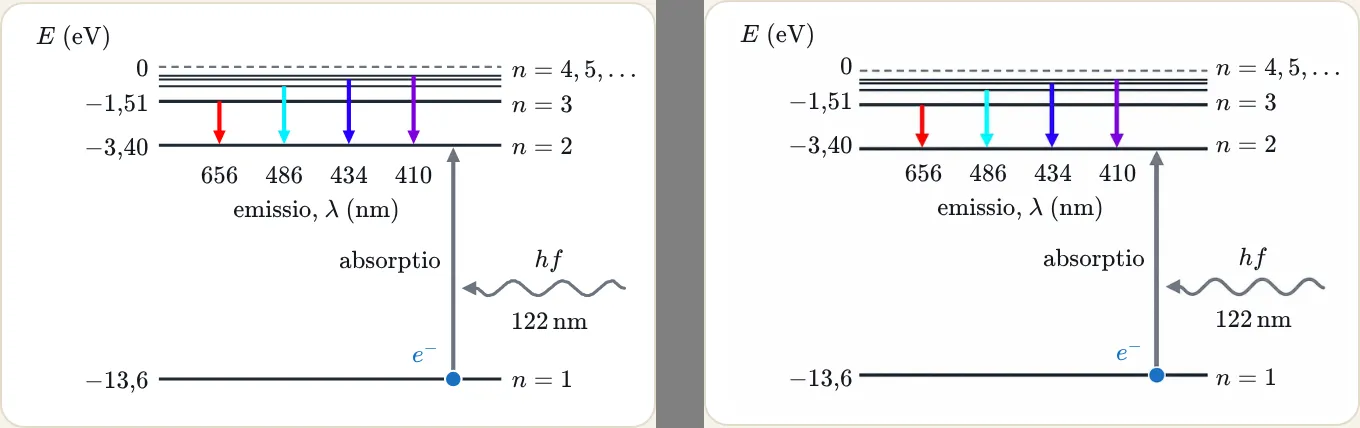 E (eV)
0
n = 4, 5, ...
−1,51
n = 3
−3,40
n = 2
656 486 434 410
emissio, λ (nm)
absorptio
hf
122 nm
e⁻
−13,6
n = 1
E (eV)
0
n = 4, 5, ...
−1,51
n = 3
−3,40
n = 2
656 486 434 410
emissio, λ (nm)
absorptio
hf
122 nm
e⁻
−13,6
n = 1